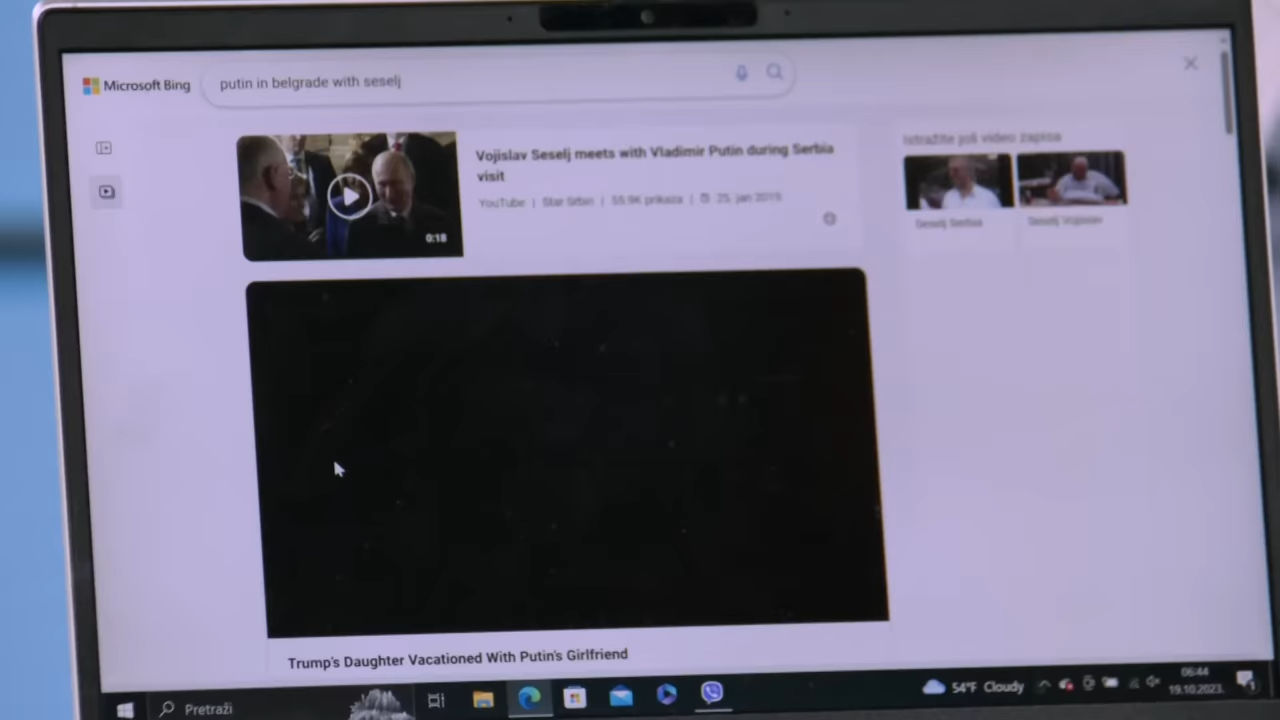 Microsoft Bing
putin in belgrade with seselj
Vojislav Seselj meets with Vladimir Putin during Serbia
visit
YouTube | Star Srbin | 55.9K prikaza | 25. jan 2019
0:18
Istražite još video zapisa
Seselj Serbia
Seselj Vojislav
Trump's Daughter Vacationed With Putin's Girlfriend
Pretraži
54°F Cloudy
06:44
19.10.2023.